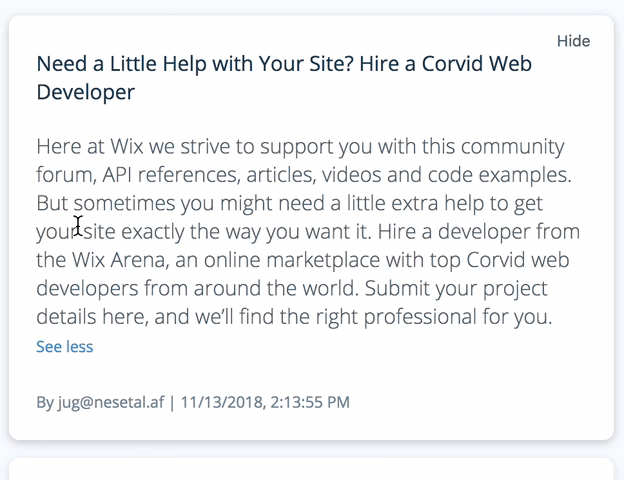 Hide
Need a Little Help with Your Site? Hire a Corvid Web
Developer
Here at Wix we strive to support you with this community
forum, API references, articles, videos and code examples.
But sometimes you might need a little extra help to get
your site exactly the way you want it. Hire a developer from
the Wix Arena, an online marketplace with top Corvid web
developers from around the world. Submit your project
details here, and we’ll find the right professional for you.
See less
By jug@nesetal.af | 11/13/2018, 2:13:55 PM